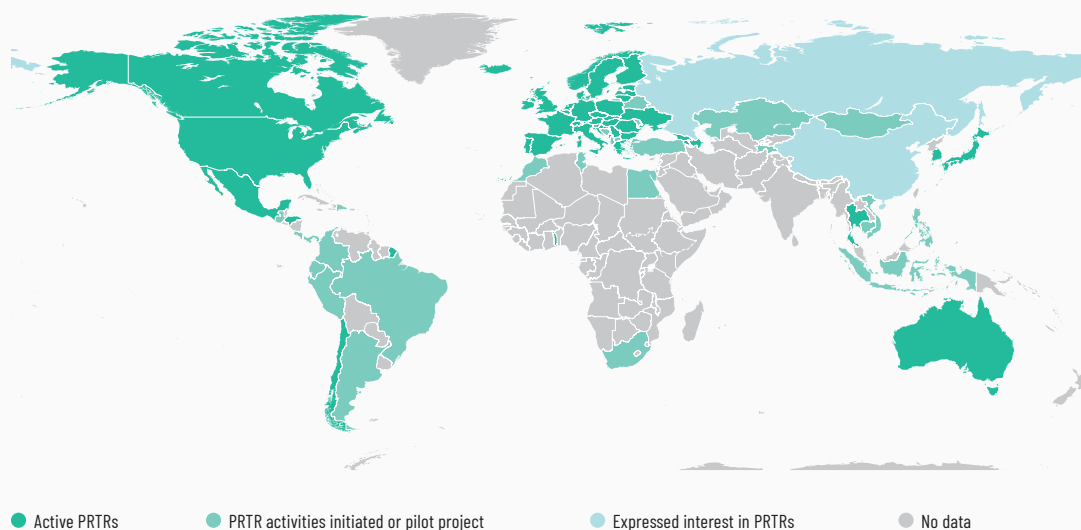 Active PRTRs
PRTR activities initiated or pilot project
Expressed interest in PRTRs
No data